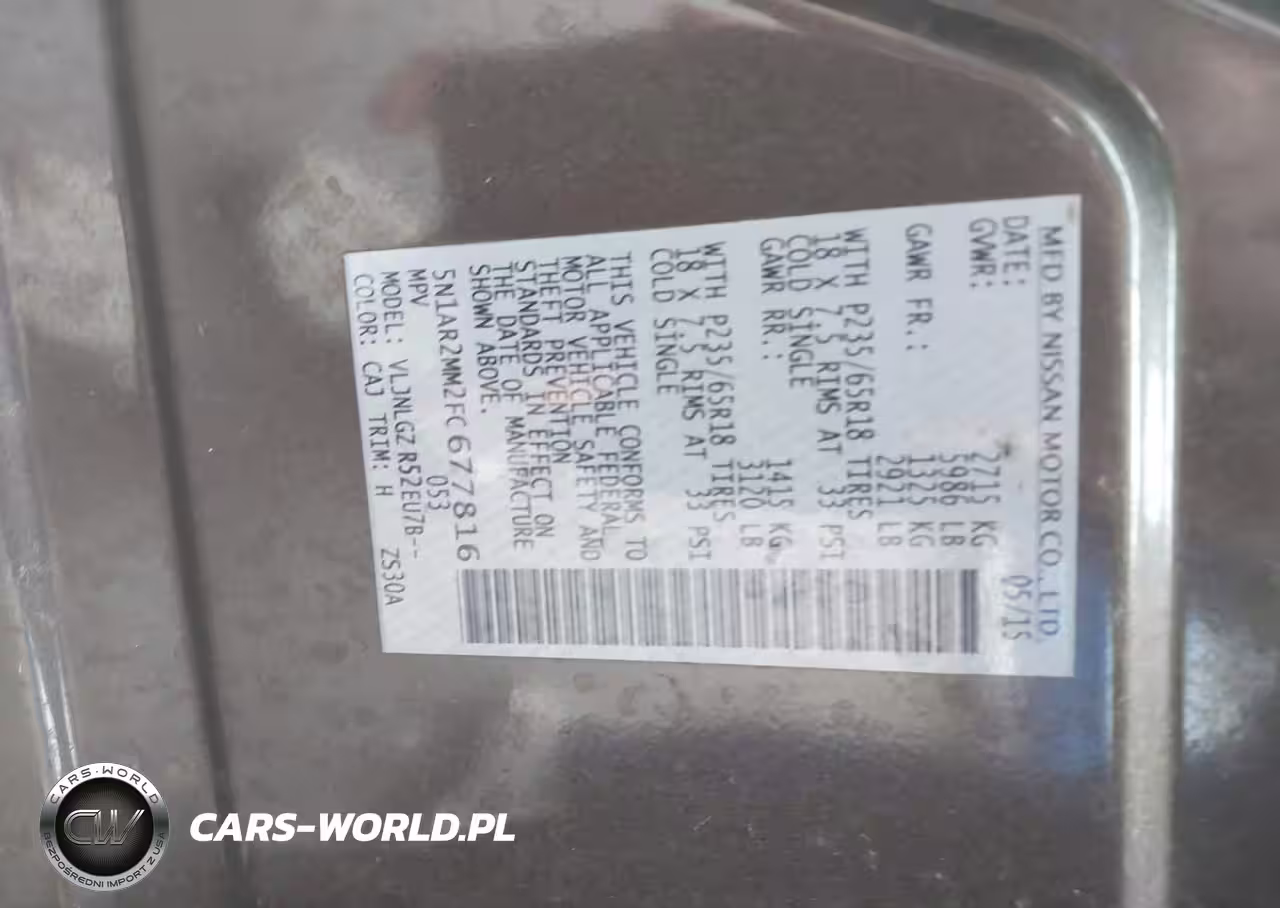 MFD BY NISSAN MOTOR CO., LTD.
DATE: 05/15
GVWR: 2715 KG
5986 LB
GAWR FR.: 1325 KG
2921 LB
WITH P235/65R18 TIRES
18 X 7.5 RIMS AT 33 PSI
COLD SINGLE
GAWR RR.: 1415 KG
3120 LB
WITH P235/65R18 TIRES
18 X 7.5 RIMS AT 33 PSI
COLD SINGLE
THIS VEHICLE CONFORMS TO
ALL APPLICABLE FEDERAL
MOTOR VEHICLE SAFETY AND
THEFT PREVENTION
STANDARDS IN EFFECT ON
THE DATE OF MANUFACTURE
SHOWN ABOVE.
5N1AR2MM2FC677816
MPV 053
MODEL: VLJNLGZ R52EU7B--
COLOR: CAJ TRIM: H ZS30A
CARS-WORLD
CW
BEZPOŚREDNI IMPORT Z USA
CARS-WORLD.PL